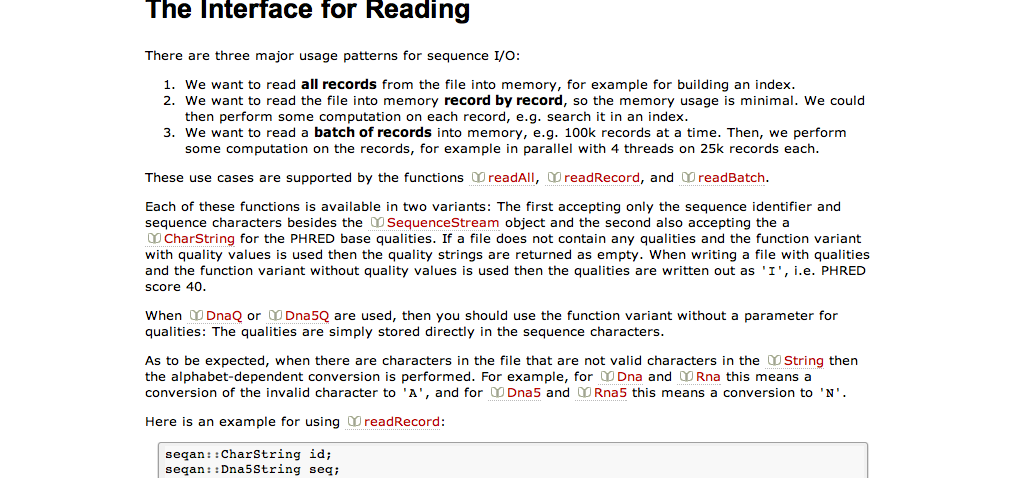 The Interface for Reading
There are three major usage patterns for sequence I/O:
1. We want to read all records from the file into memory, for example for building an index.
2. We want to read the file into memory record by record, so the memory usage is minimal. We could
then perform some computation on each record, e.g. search it in an index.
3. We want to read a batch of records into memory, e.g. 100k records at a time. Then, we perform
some computation on the records, for example in parallel with 4 threads on 25k records each.
These use cases are supported by the functions readAll, readRecord, and readBatch.
Each of these functions is available in two variants: The first accepting only the sequence identifier and
sequence characters besides the SequenceStream object and the second also accepting the a
CharString for the PHRED base qualities. If a file does not contain any qualities and the function variant
with quality values is used then the quality strings are returned as empty. When writing a file with qualities
and the function variant without quality values is used then the qualities are written out as 'I', i.e. PHRED
score 40.
When DnaQ or Dna5Q are used, then you should use the function variant without a parameter for
qualities: The qualities are simply stored directly in the sequence characters.
As to be expected, when there are characters in the file that are not valid characters in the String then
the alphabet-dependent conversion is performed. For example, for Dna and Rna this means a
conversion of the invalid character to 'A', and for Dna5 and Rna5 this means a conversion to 'N'.
Here is an example for using readRecord:
seqan::CharString id;
seqan::Dna5String seq;